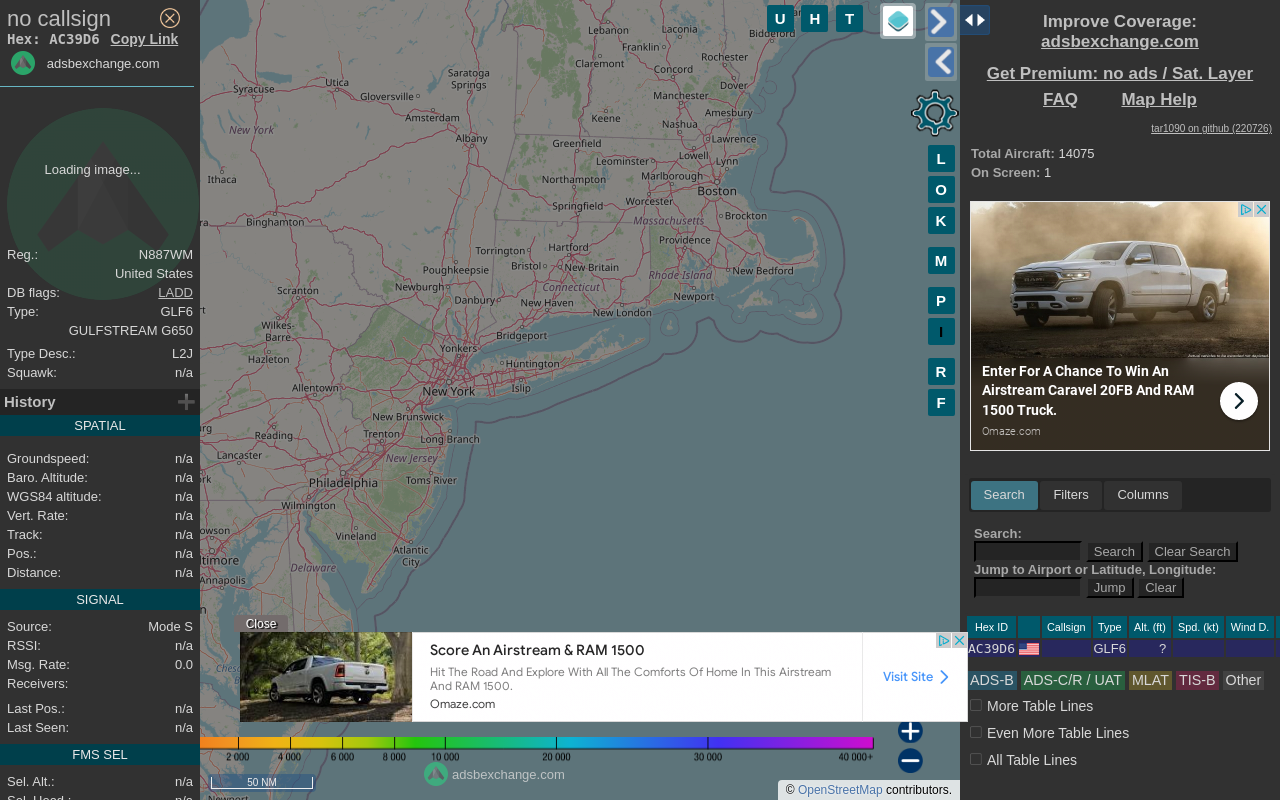 no callsign
Hex: AC39D6 Copy Link
adsbexchange.com
Loading image...
Reg.: N887WM
United States
DB flags: LADD
Type: GLF6
GULFSTREAM G650
Type Desc.: L2J
Squawk: n/a
History
SPATIAL
Groundspeed: n/a
Baro. Altitude: n/a
WGS84 altitude: n/a
Vert. Rate: n/a
Track: n/a
Pos.: n/a
Distance: n/a
SIGNAL
Source: Mode S
RSSI: n/a
Msg. Rate: 0.0
Receivers:
Last Pos.: n/a
Last Seen: n/a
FMS SEL
Sel. Alt.: n/a
Sel. Head.: n/a
U H T
L
O
K
M
P
I
R
F
Lebanon
Laconia
Biddeford
Franklin
Claremont
Rochester
Concord
Dover
Saratoga
Springs
Utica
Syracuse
Gloversville
Manchester
Amesbury
Amsterdam
Keene
Nashua
New York
Albany
Lawrence
Greenfield
Lowell
Leominster
Lynn
Ithaca
Northampton
Marlborough
Boston
Worcester
Springfield
Binghamton
Massachusetts
Brockton
Torrington
Hartford
Providence
Poughkeepsie
Bristol
New Britain
Rhode Island
New Bedford
Scranton
Newburgh
Connecticut
Danbury
New Haven
Newport
New London
Wilkes-
Barre
Bridgeport
Hazleton
Yonkers
Huntington
Allentown
New York
Islip
New Brunswick
Reading
Trenton
Long Branch
Lancaster
New Jersey
Philadelphia
Toms River
Wilmington
Vineland
Atlantic
City
Delaware
Annapolis
Close
Score An Airstream & RAM 1500
Hit The Road And Explore With All The Comforts Of Home In This Airstream
And RAM 1500.
Omaze.com
Visit Site
2 000 4 000 6 000 8 000 10 000 20 000 30 000 40 000+
adsbexchange.com
50 NM
© OpenStreetMap contributors.
Improve Coverage:
adsbexchange.com
Get Premium: no ads / Sat. Layer
FAQ Map Help
tar1090 on github (220726)
Total Aircraft: 14075
On Screen: 1
Enter For A Chance To Win An
Airstream Caravel 20FB And RAM
1500 Truck.
Omaze.com
Search Filters Columns
Search:
Search Clear Search
Jump to Airport or Latitude, Longitude:
Jump Clear
Hex ID Callsign Type Alt. (ft) Spd. (kt) Wind D.
AC39D6 GLF6 ?
ADS-B ADS-C/R / UAT MLAT TIS-B Other
More Table Lines
Even More Table Lines
All Table Lines